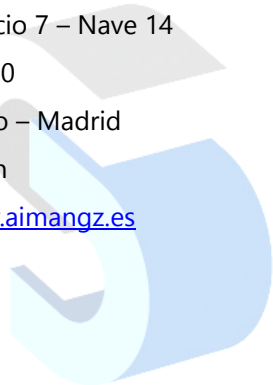 cio 7 – Nave 14
0
o – Madrid
n
.aimangz.es